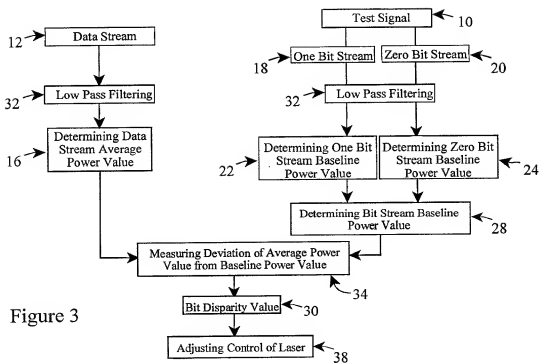 Test Signal
10
12
Data Stream
18
One Bit Stream
Zero Bit Stream
20
32
Low Pass Filtering
32
Low Pass Filtering
16
Determining Data
Stream Average
Power Value
22
Determining One Bit
Stream Baseline
Power Value
Determining Zero Bit
Stream Baseline
Power Value
24
Determining Bit Stream Baseline
Power Value
28
Measuring Deviation of Average Power
Value from Baseline Power Value
34
Bit Disparity Value
30
Figure 3
Adjusting Control of Laser
38